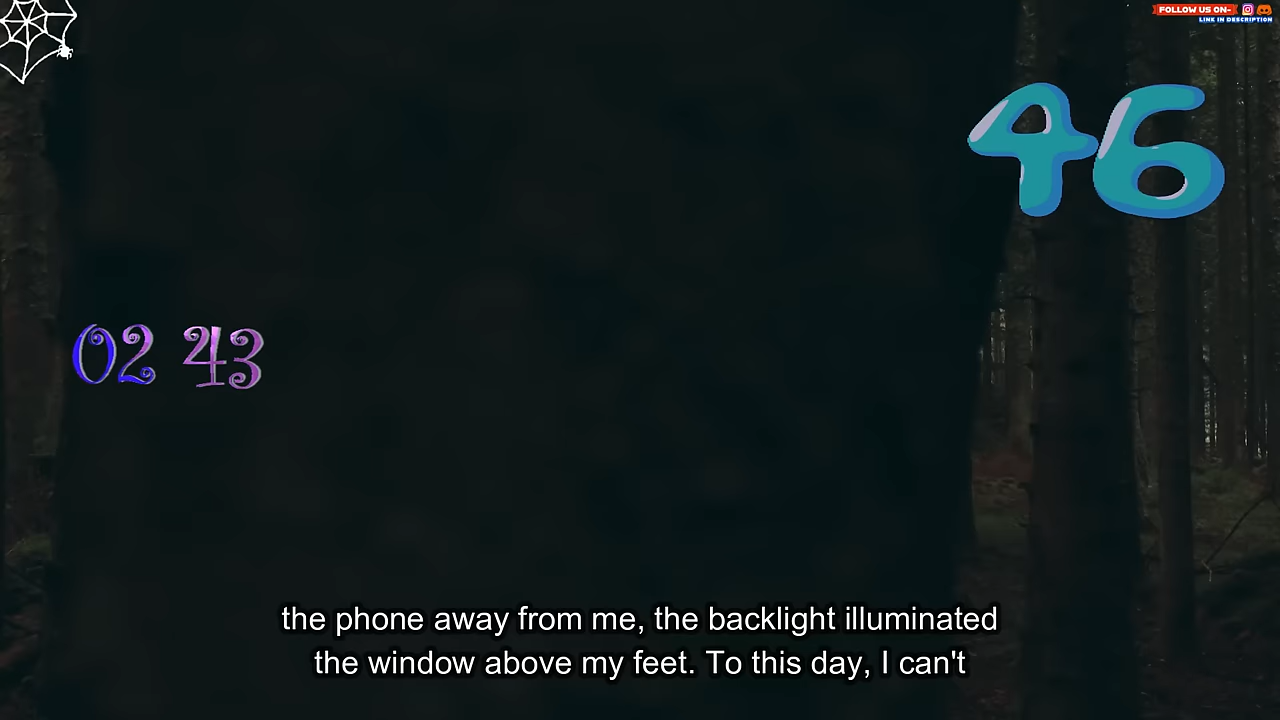 FOLLOW US ON-
LINK IN DESCRIPTION
46
02 43
the phone away from me, the backlight illuminated
the window above my feet. To this day, I can't